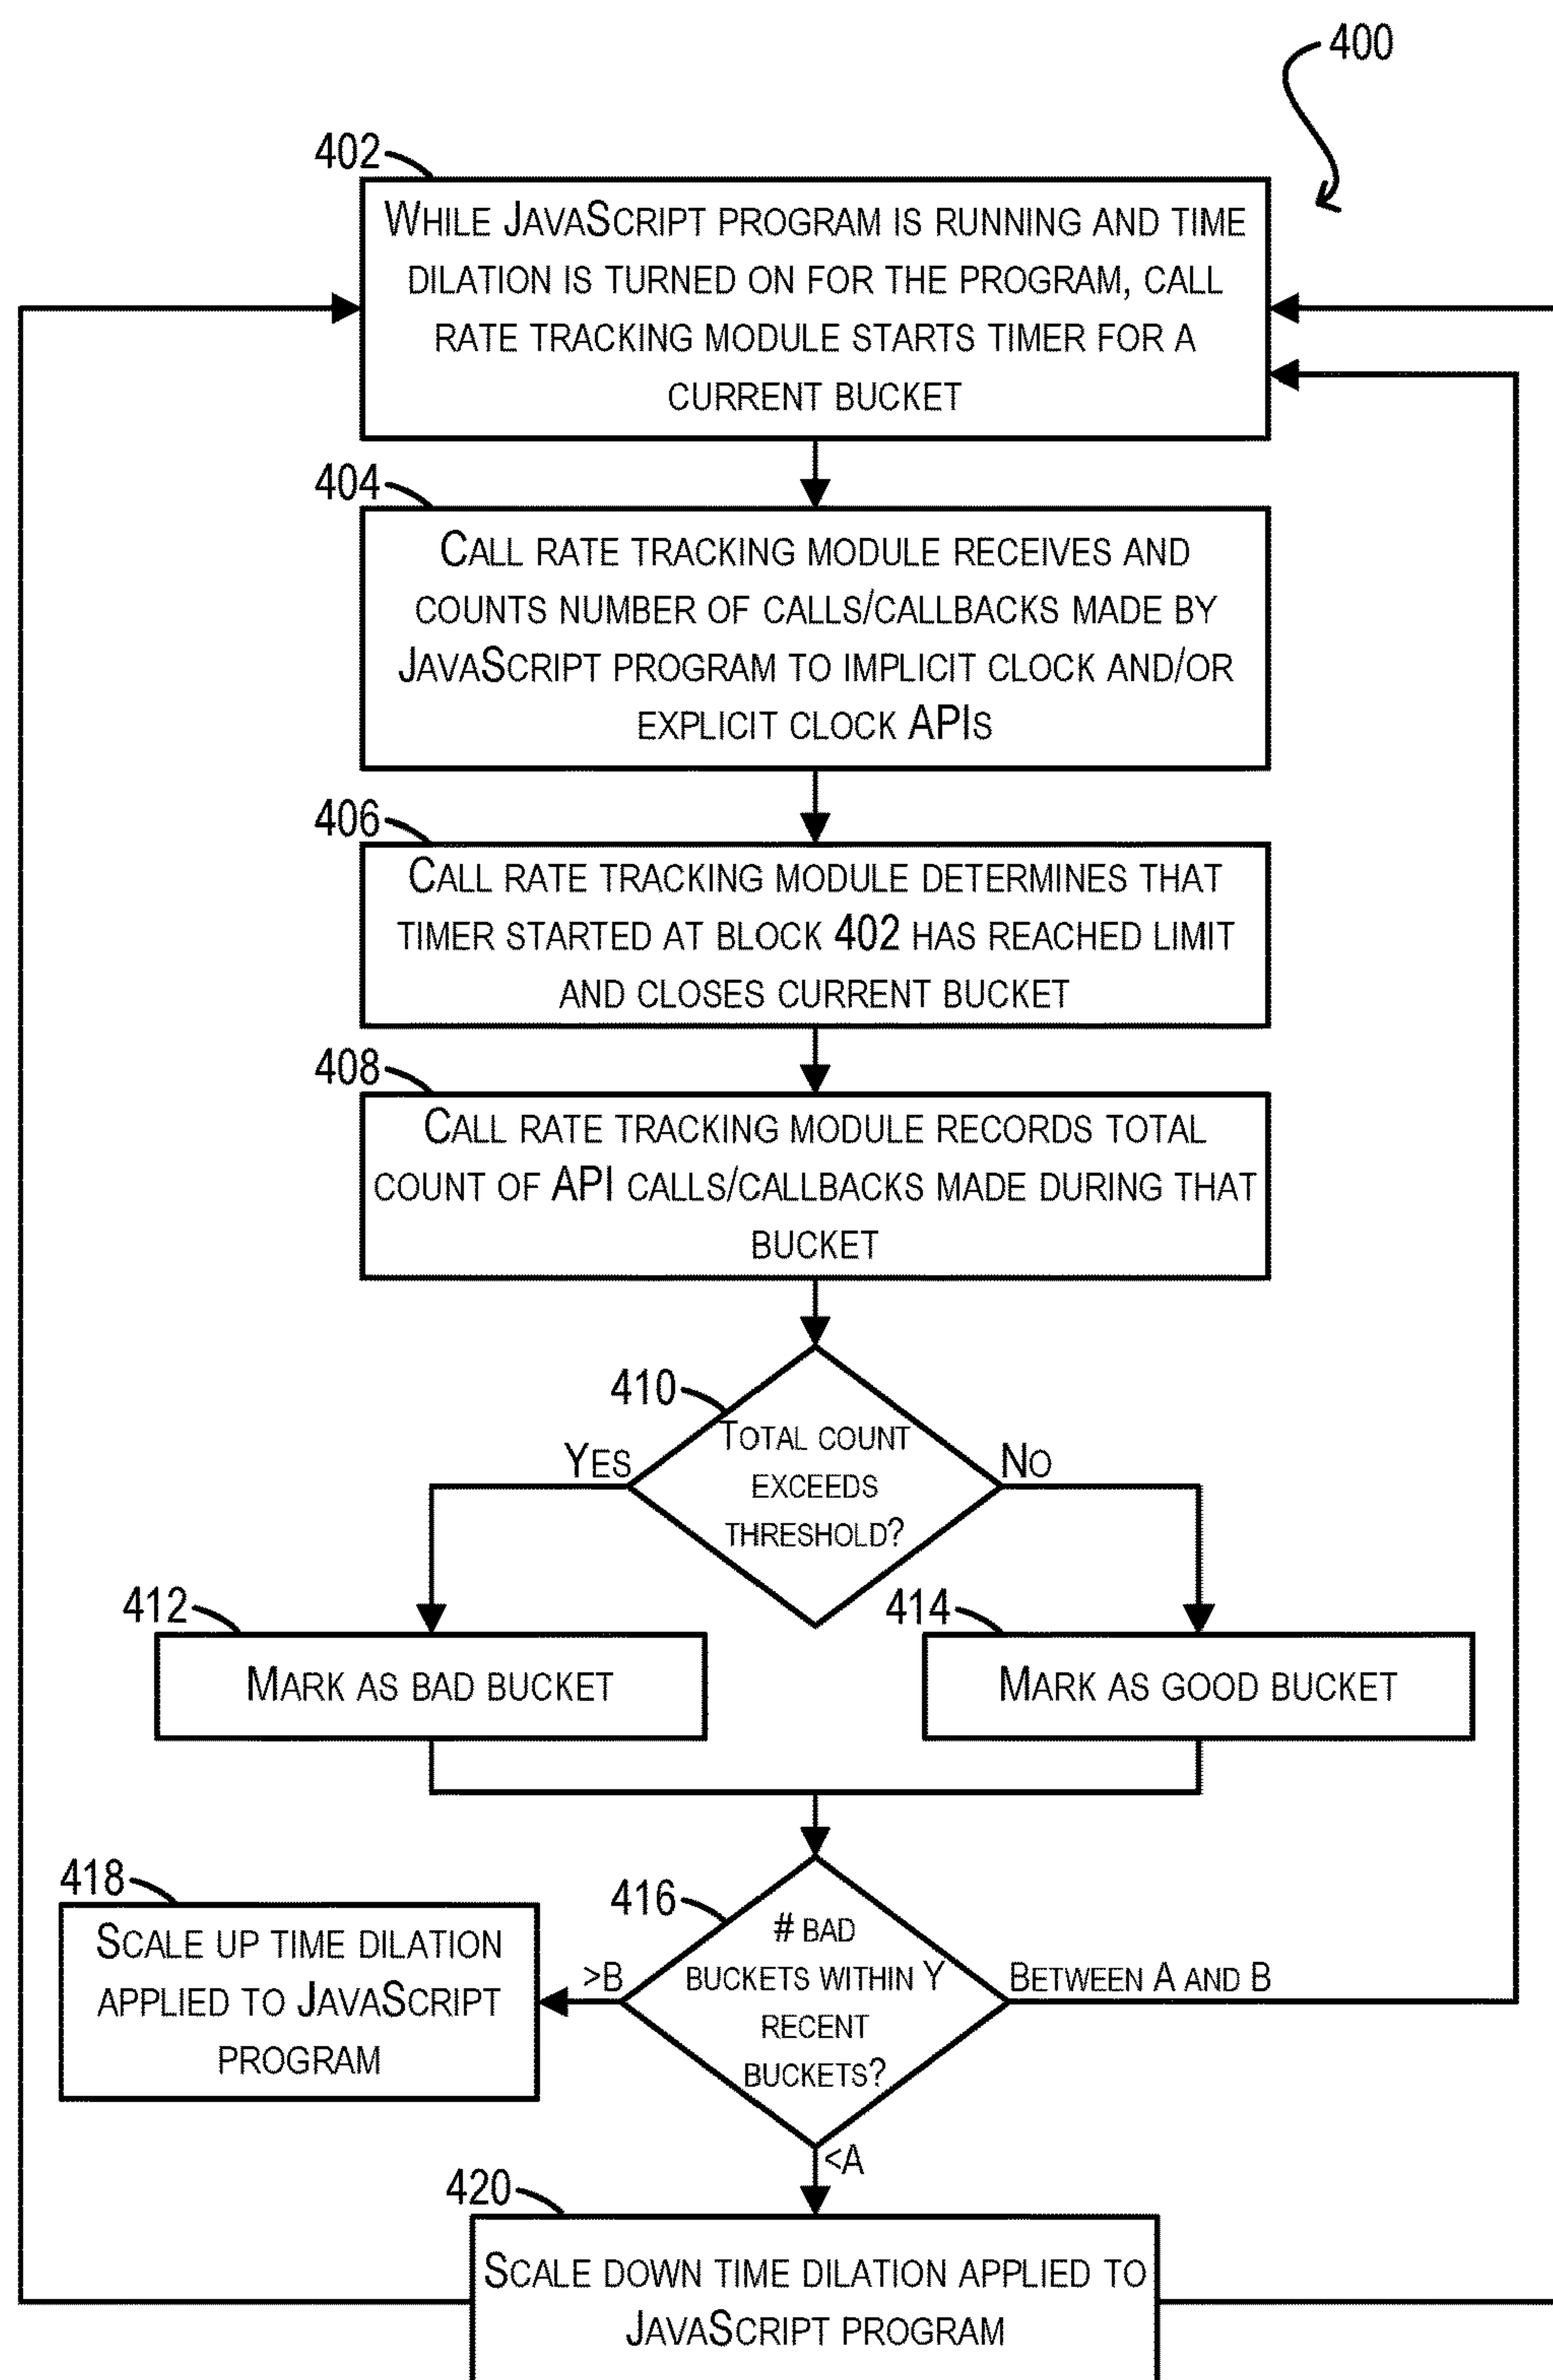 400
402
While JavaScript program is running and time
dilation is turned on for the program, call
rate tracking module starts timer for a
current bucket
404
Call rate tracking module receives and
counts number of calls/callbacks made by
JavaScript program to implicit clock and/or
explicit clock APIs
406
Call rate tracking module determines that
timer started at block 402 has reached limit
and closes current bucket
408
Call rate tracking module records total
count of API calls/callbacks made during that
bucket
410
Total count
exceeds
threshold?
Yes
No
412
Mark as bad bucket
414
Mark as good bucket
416
# bad
buckets within Y
recent
buckets?
>B
Between A and B
<A
418
Scale up time dilation
applied to JavaScript
program
420
Scale down time dilation applied to
JavaScript program